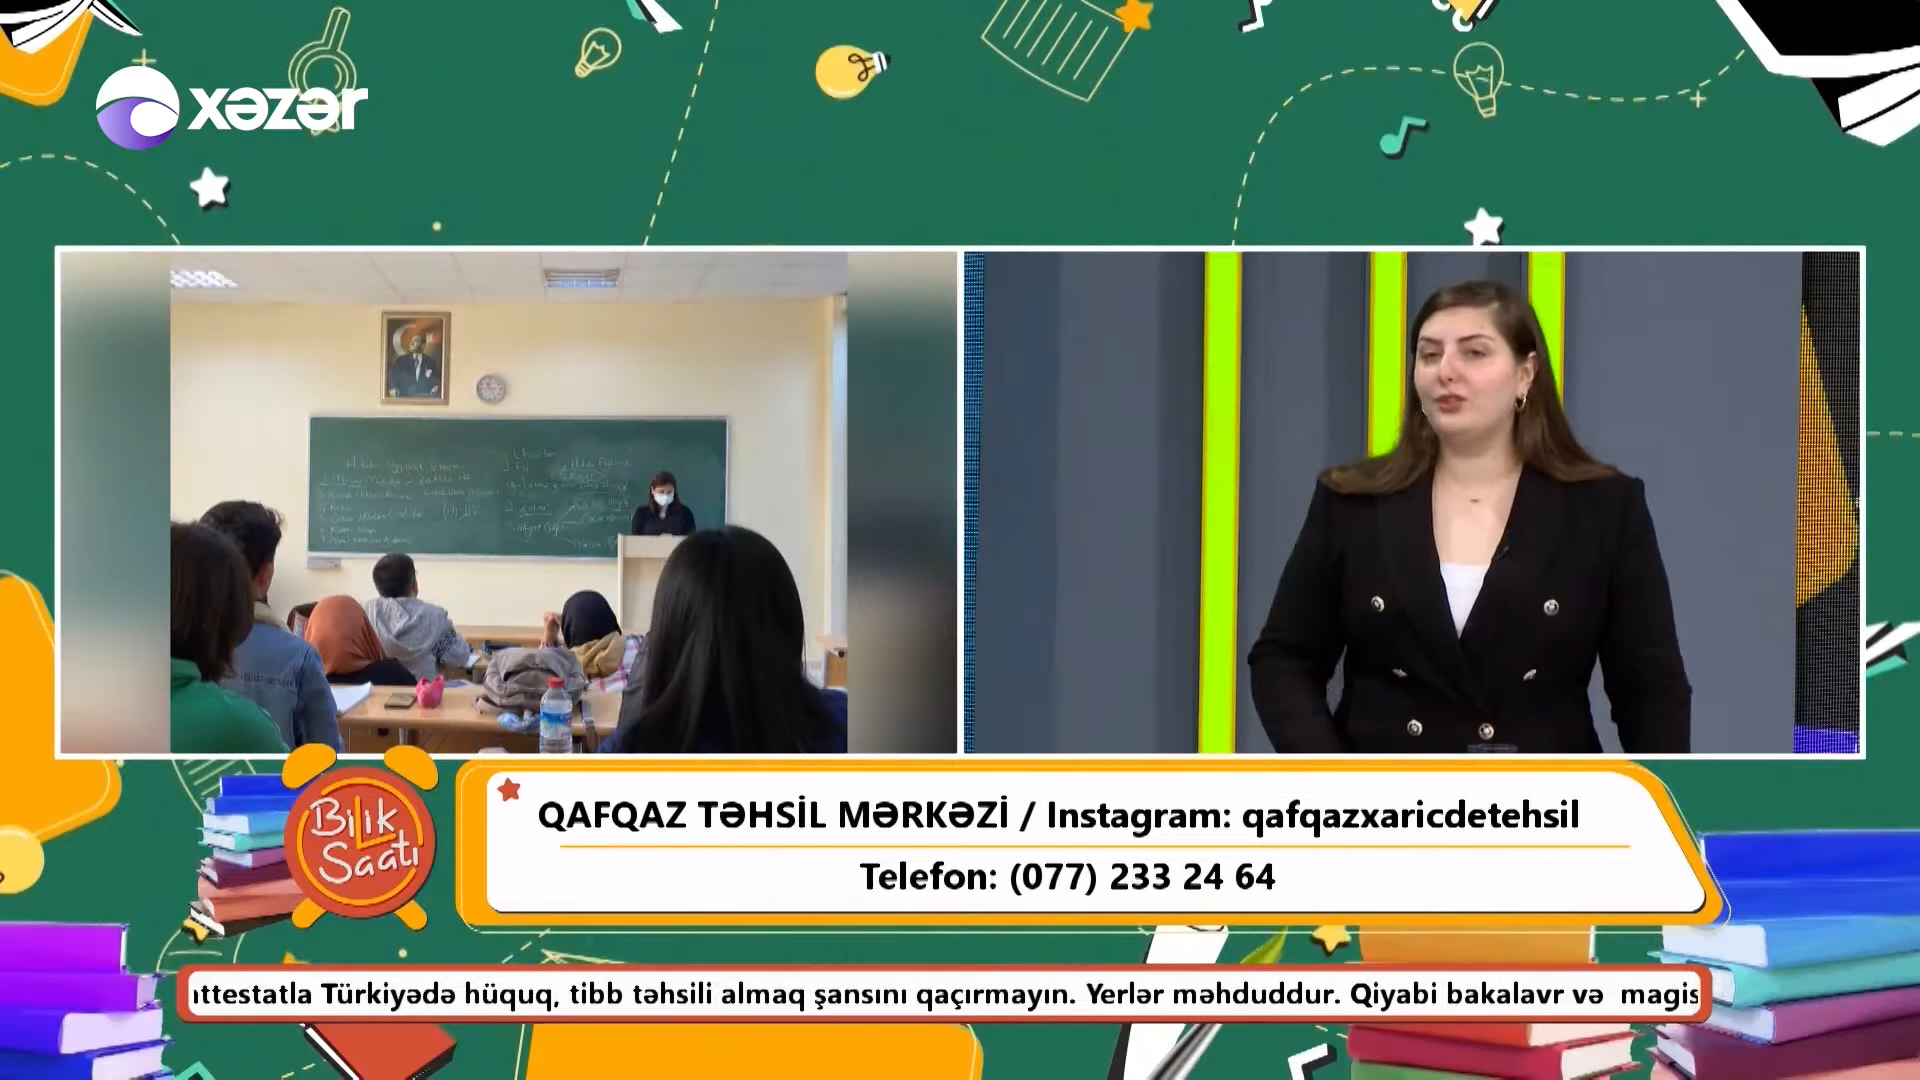 xəzər
QAFQAZ TƏHSİL MƏRKƏZİ / Instagram: qafqazxaricdetehsil
Telefon: (077) 233 24 64
Bilik
Saatı
attestatla Türkiyədə hüquq, tibb təhsili almaq şansını qaçırmayın. Yerlər məhduddur. Qiyabi bakalavr və magis